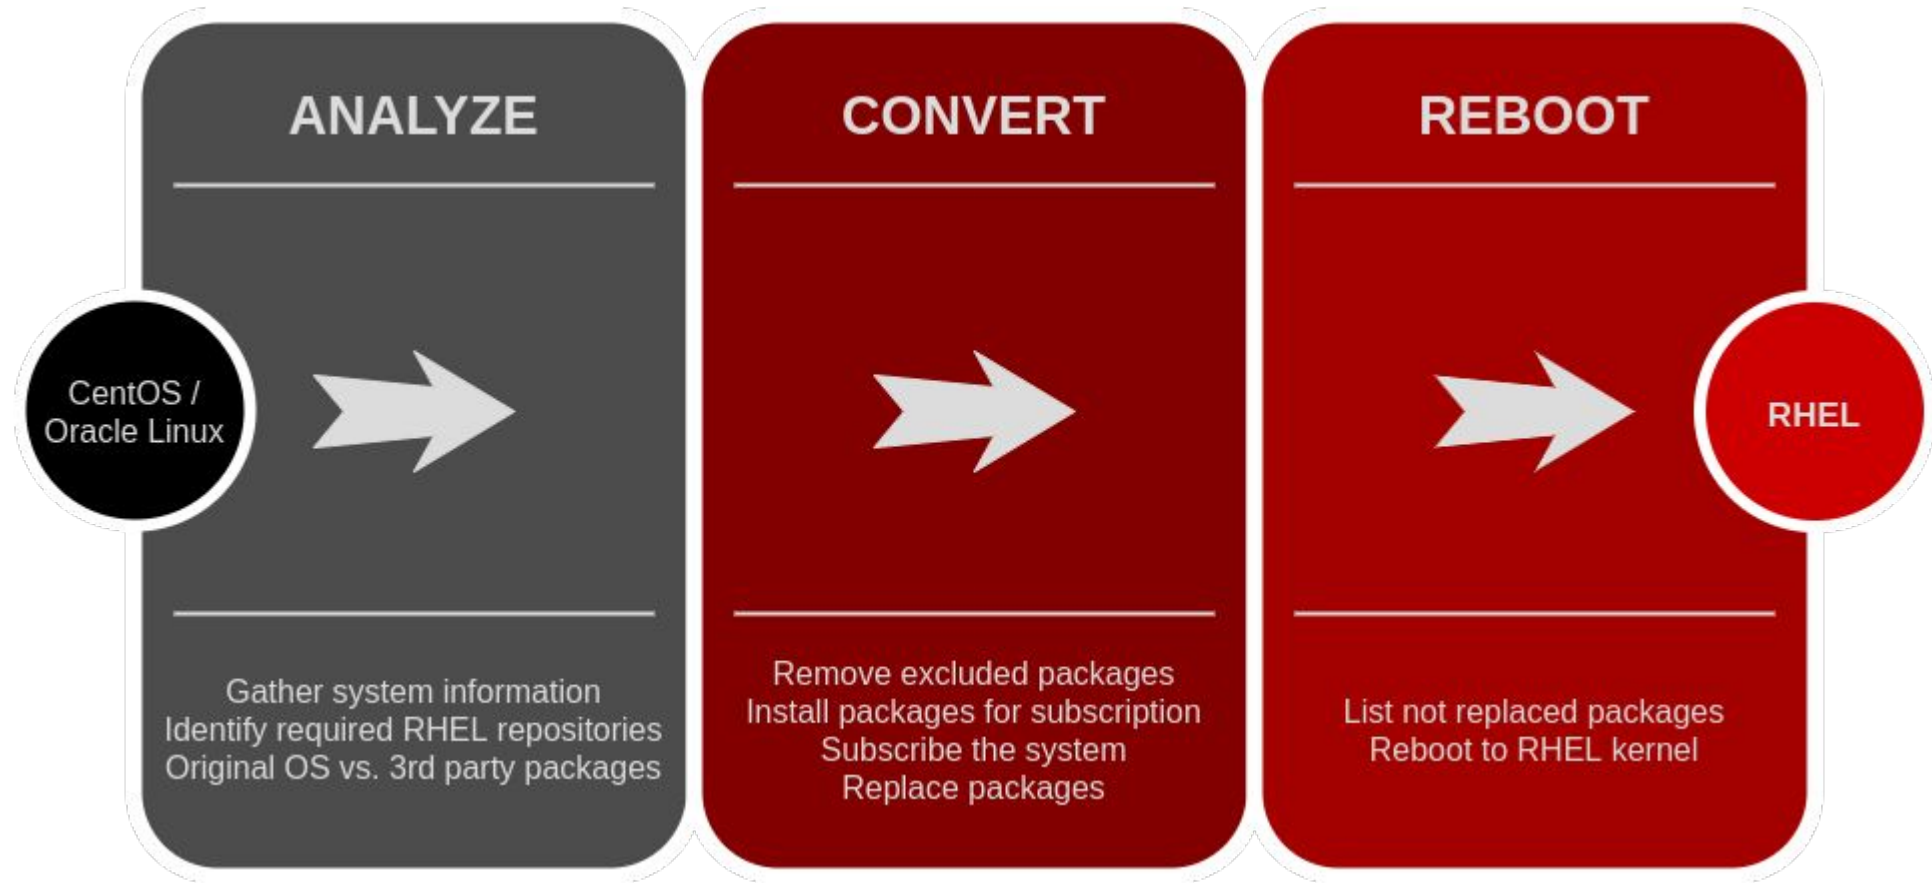 ANALYZE
CONVERT
REBOOT
CentOS /
Oracle Linux
RHEL
Gather system information
Identify required RHEL repositories
Original OS vs. 3rd party packages
Remove excluded packages
Install packages for subscription
Subscribe the system
Replace packages
List not replaced packages
Reboot to RHEL kernel